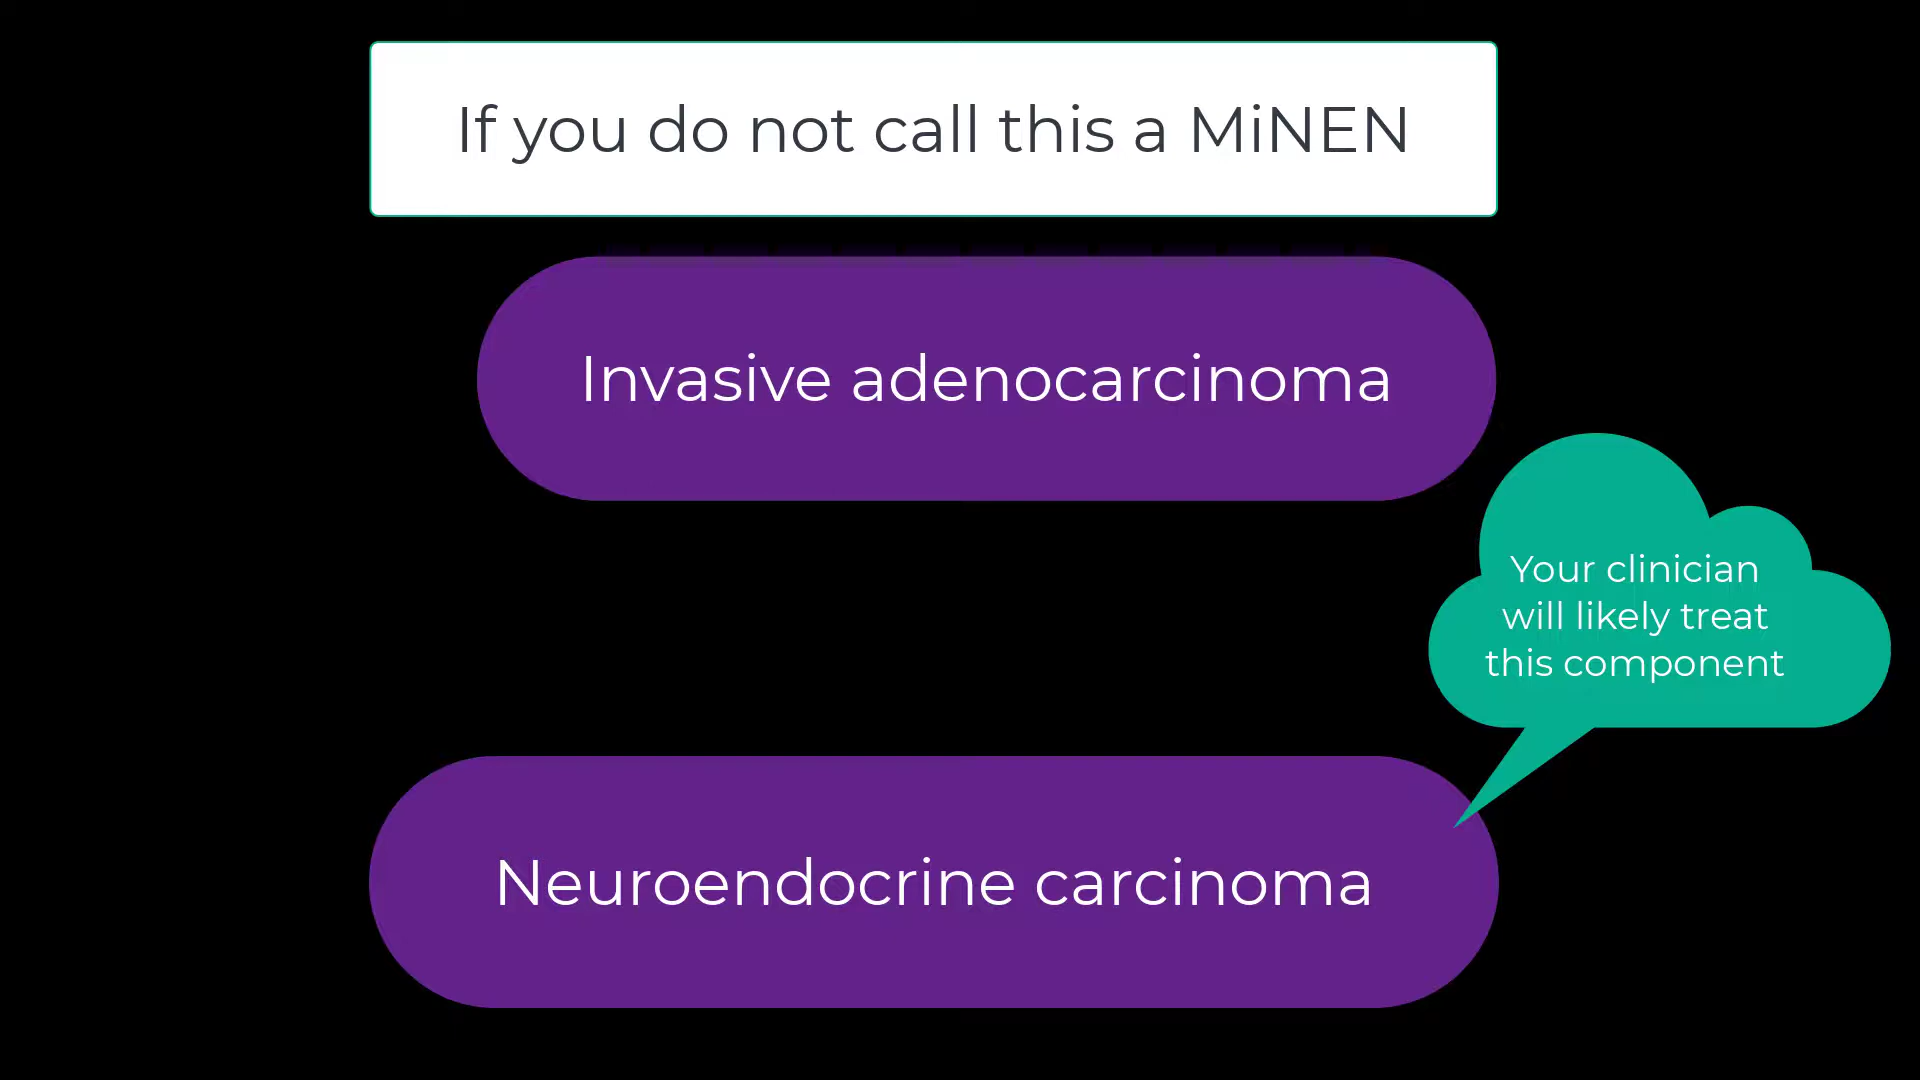 If you do not call this a MiNEN
Invasive adenocarcinoma
Your clinician
will likely treat
this component
Neuroendocrine carcinoma